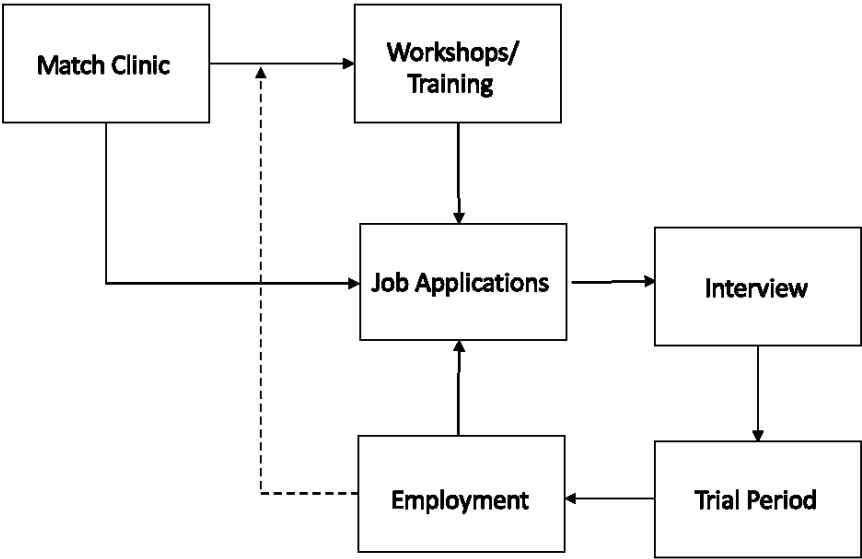 Match Clinic
Workshops/
Training
Job Applications
Interview
Employment
Trial Period